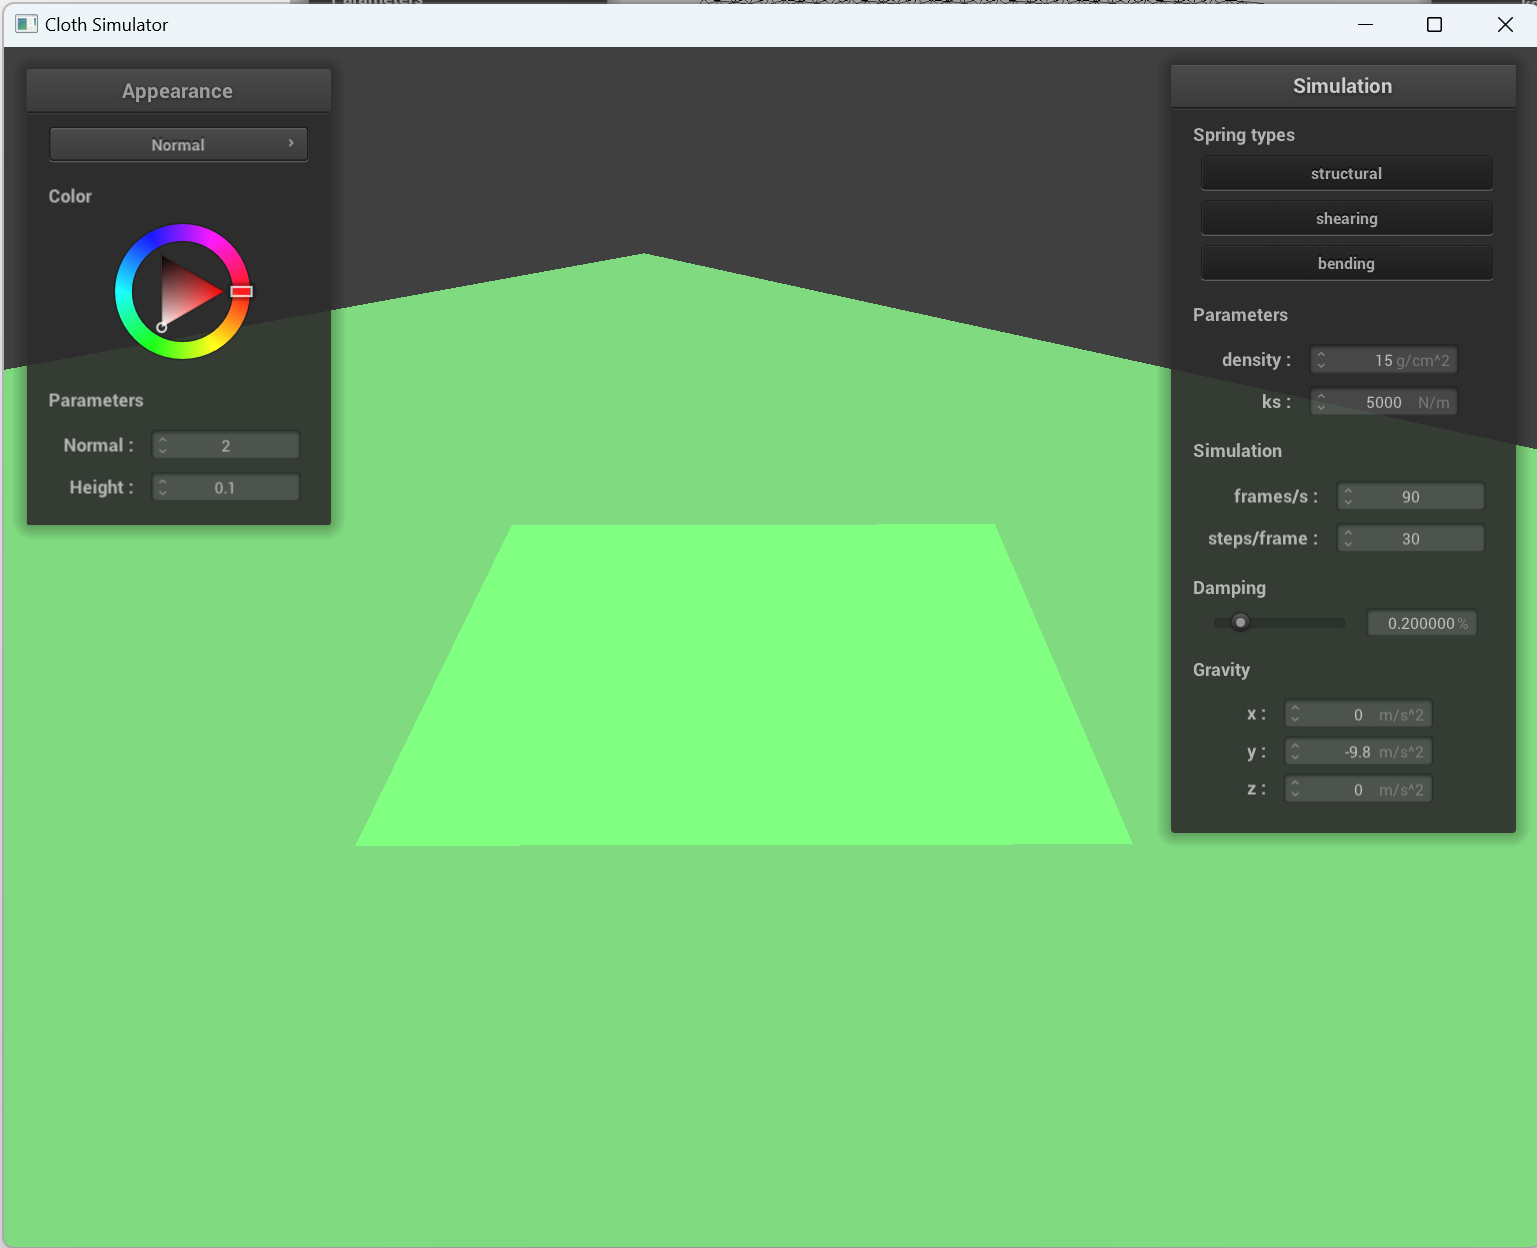 Parameters
Cloth Simulator
Appearance
Normal
Color
Parameters
Normal : 2
Height : 0.1
Simulation
Spring types
structural
shearing
bending
Parameters
density : 15 g/cm^2
ks : 5000 N/m
Simulation
frames/s : 90
steps/frame : 30
Damping
0.200000 %
Gravity
x : 0 m/s^2
y : -9.8 m/s^2
z : 0 m/s^2